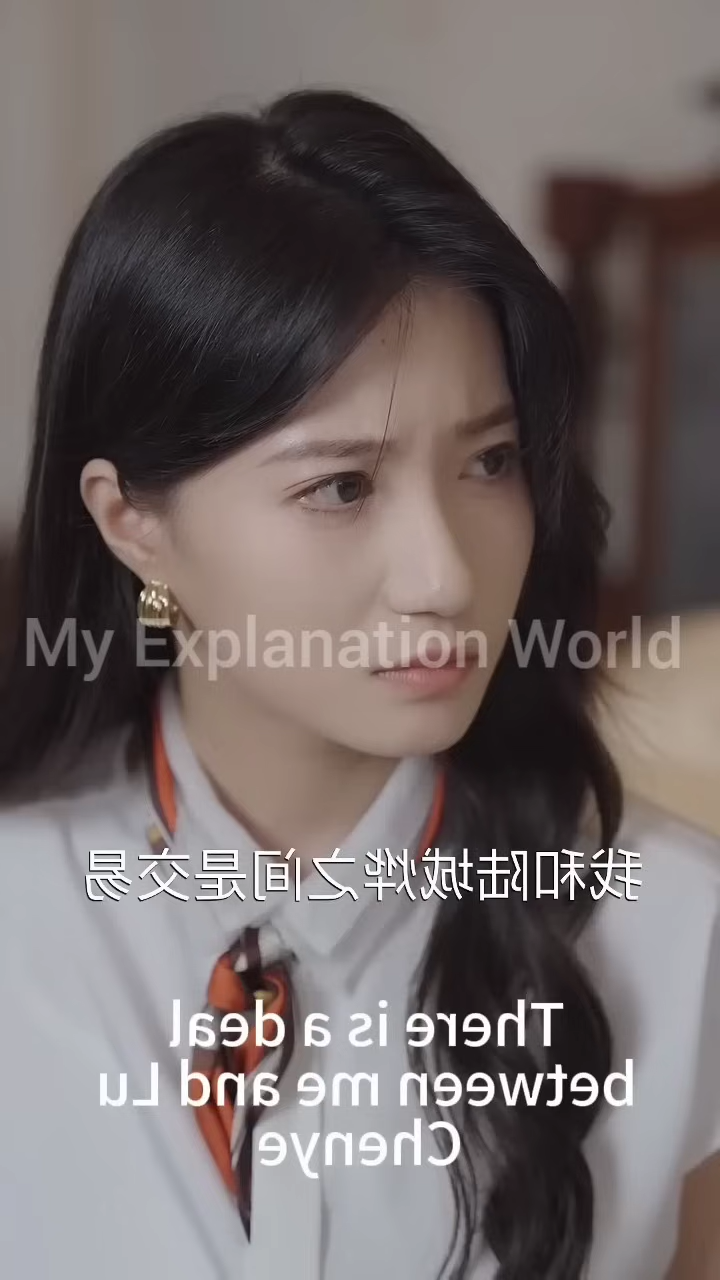 My Explanation World
我和陆城烨之间是交易
There is a deal
between me and Lu
Chenye